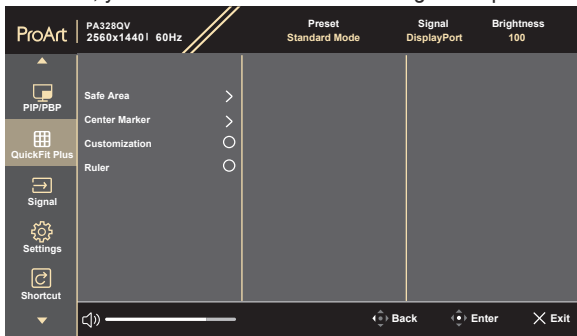 ProArt
PA328QV
2560x1440 60Hz
Preset
Standard Mode
Signal
DisplayPort
Brightness
100
PIP/PBP
QuickFit Plus
Signal
Settings
Shortcut
Safe Area
Center Marker
Customization
Ruler
Back
Enter
Exit